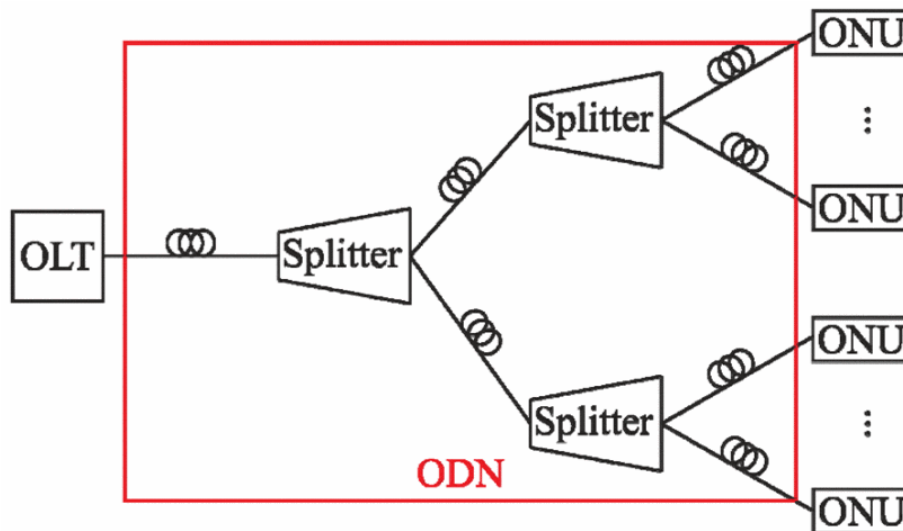 ONU
Splitter
...
ONU
OLT
Splitter
ONU
Splitter
...
ODN
ONU